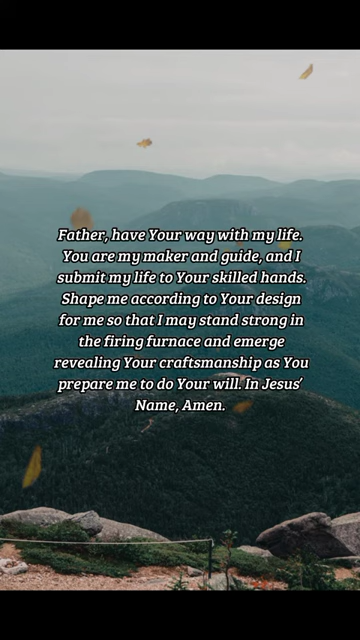 Father, have Your way with my life.
You are my maker and guide, and I
submit my life to Your skilled hands.
Shape me according to Your design
for me so that I may stand strong in
the firing furnace and emerge
revealing Your craftsmanship as You
prepare me to do Your will. In Jesus'
Name, Amen.